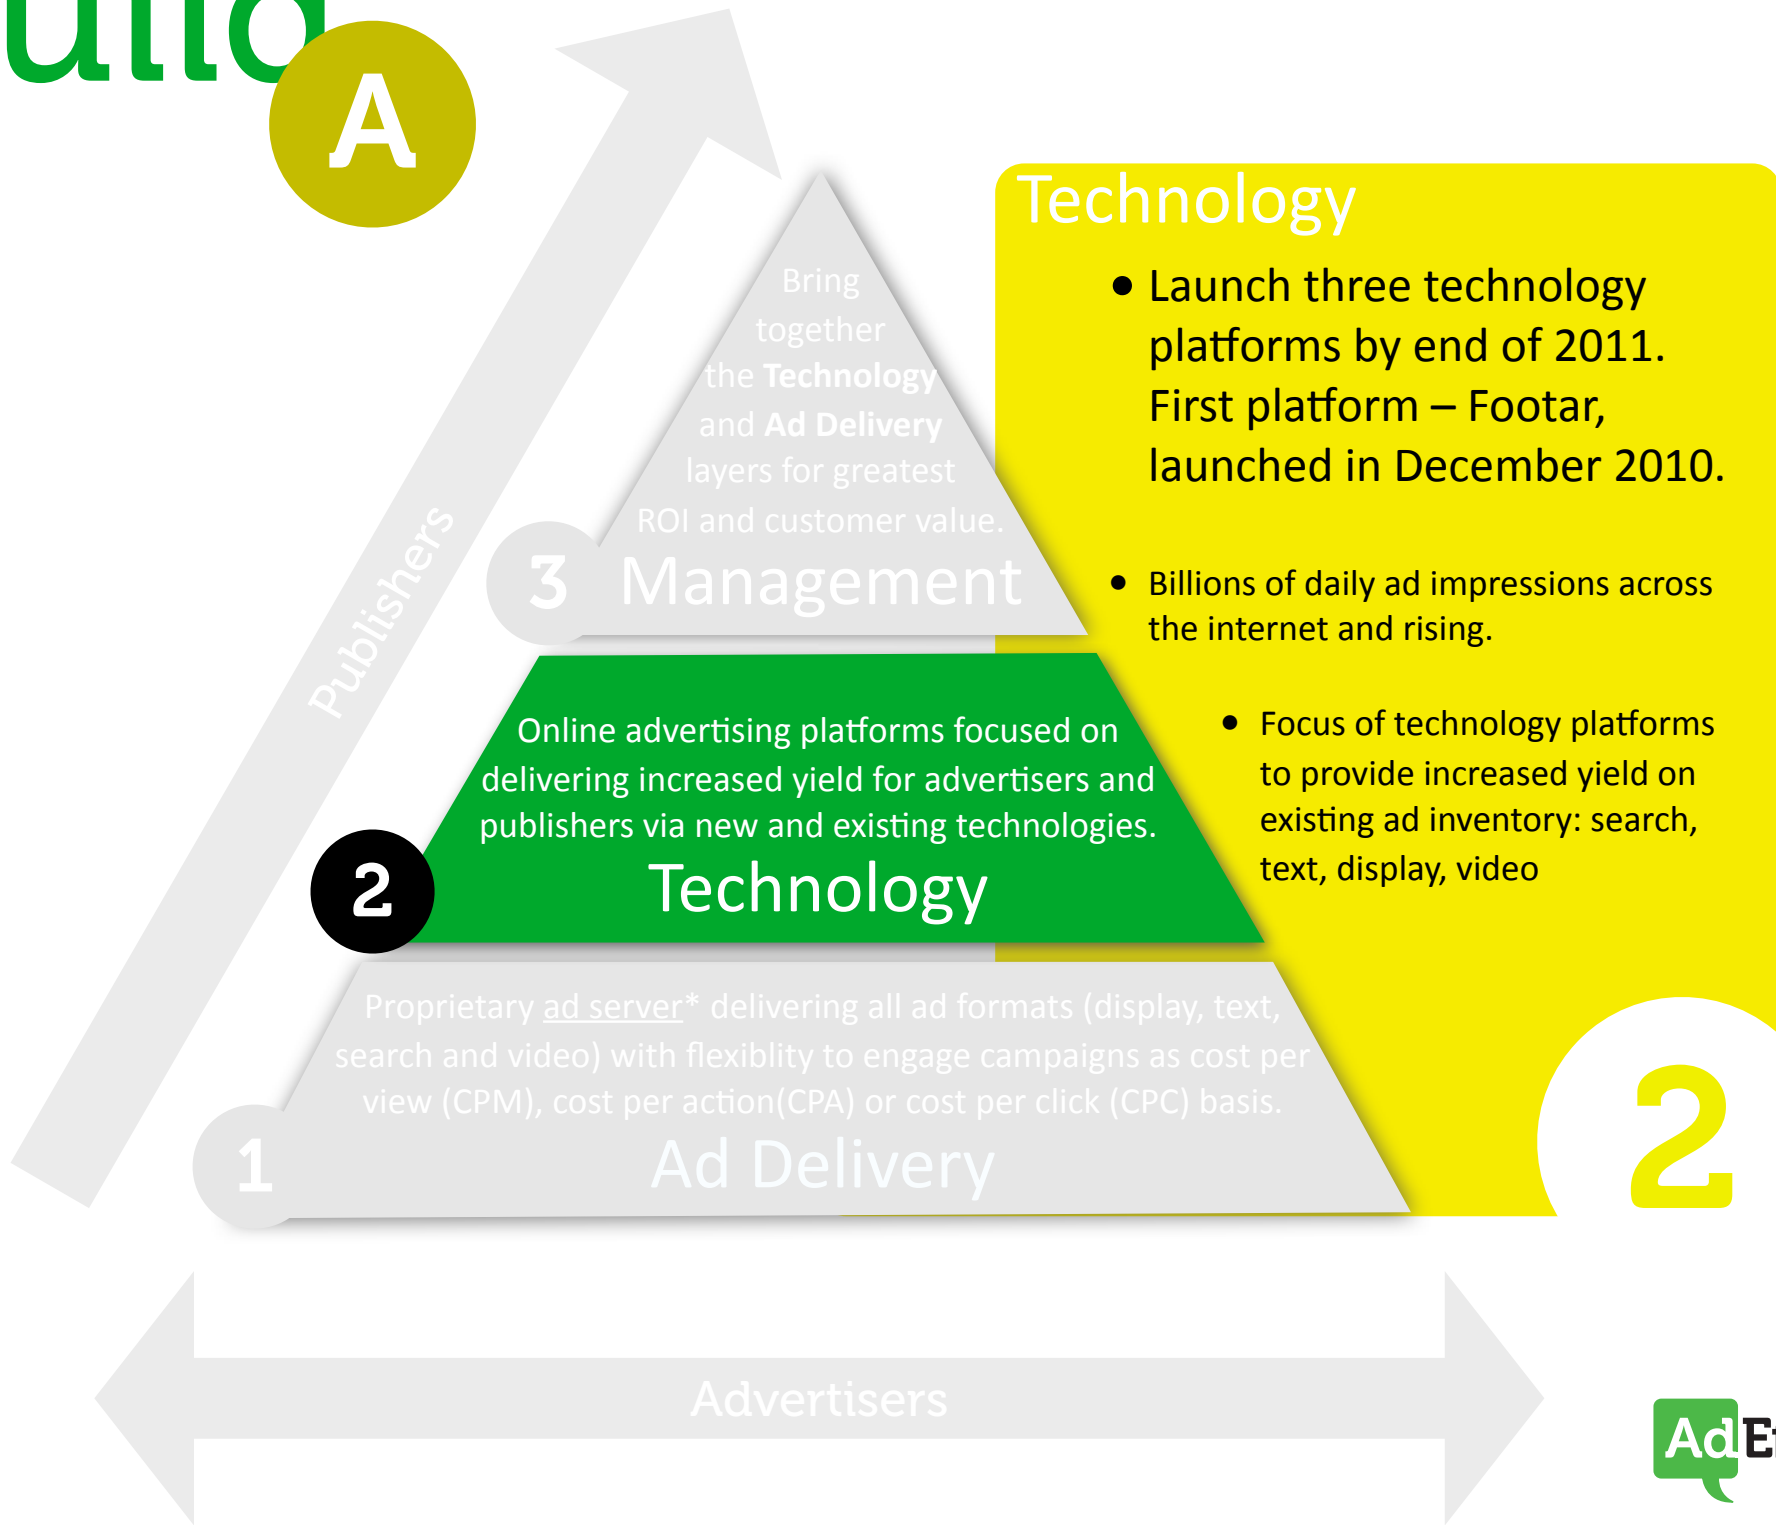 A
Technology
• Launch three technology
platforms by end of 2011.
First platform – Footar,
launched in December 2010.
• Billions of daily ad impressions across
the internet and rising.
• Focus of technology platforms
to provide increased yield on
existing ad inventory: search,
text, display, video
2
Publishers
Bring
together
the Technology
and Ad Delivery
layers for greatest
ROI and customer value.
3 Management
Online advertising platforms focused on
delivering increased yield for advertisers and
publishers via new and existing technologies.
2 Technology
Proprietary ad server* delivering all ad formats (display, text,
search and video) with flexiblity to engage campaigns as cost per
view (CPM), cost per action(CPA) or cost per click (CPC) basis.
1 Ad Delivery
Advertisers
Ad